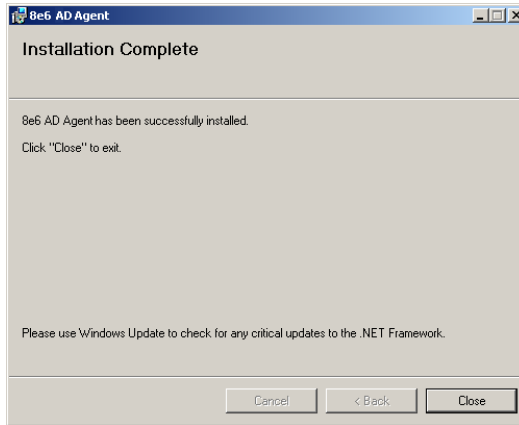 8e6 AD Agent
Installation Complete
8e6 AD Agent has been successfully installed.
Click "Close" to exit.
Please use Windows Update to check for any critical updates to the .NET Framework.
Cancel
< Back
Close